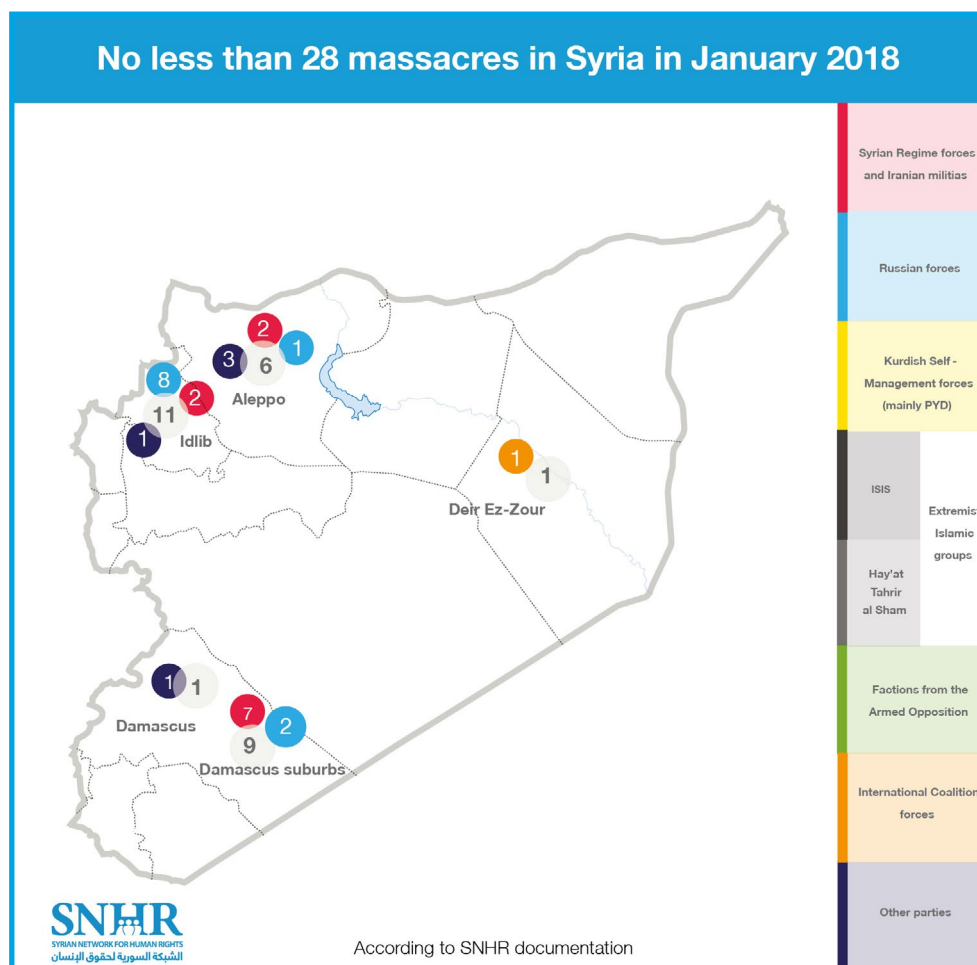 No less than 28 massacres in Syria in January 2018
Syrian Regime forces
and Iranian militias
Russian forces
Kurdish Self -
Management forces
(mainly PYD)
ISIS
Extremis
Islamic
groups
Hay'at
Tahrir
al Sham
Factions from the
Armed Opposition
International Coalition
forces
Other parties
2
1
3
6
Aleppo
8
2
11
1
Idlib
1
1
Deir Ez-Zour
1
1
Damascus
7
2
9
Damascus suburbs
SNHR
SYRIAN NETWORK FOR HUMAN RIGHTS
الشبكة السورية لحقوق الإنسان
According to SNHR documentation